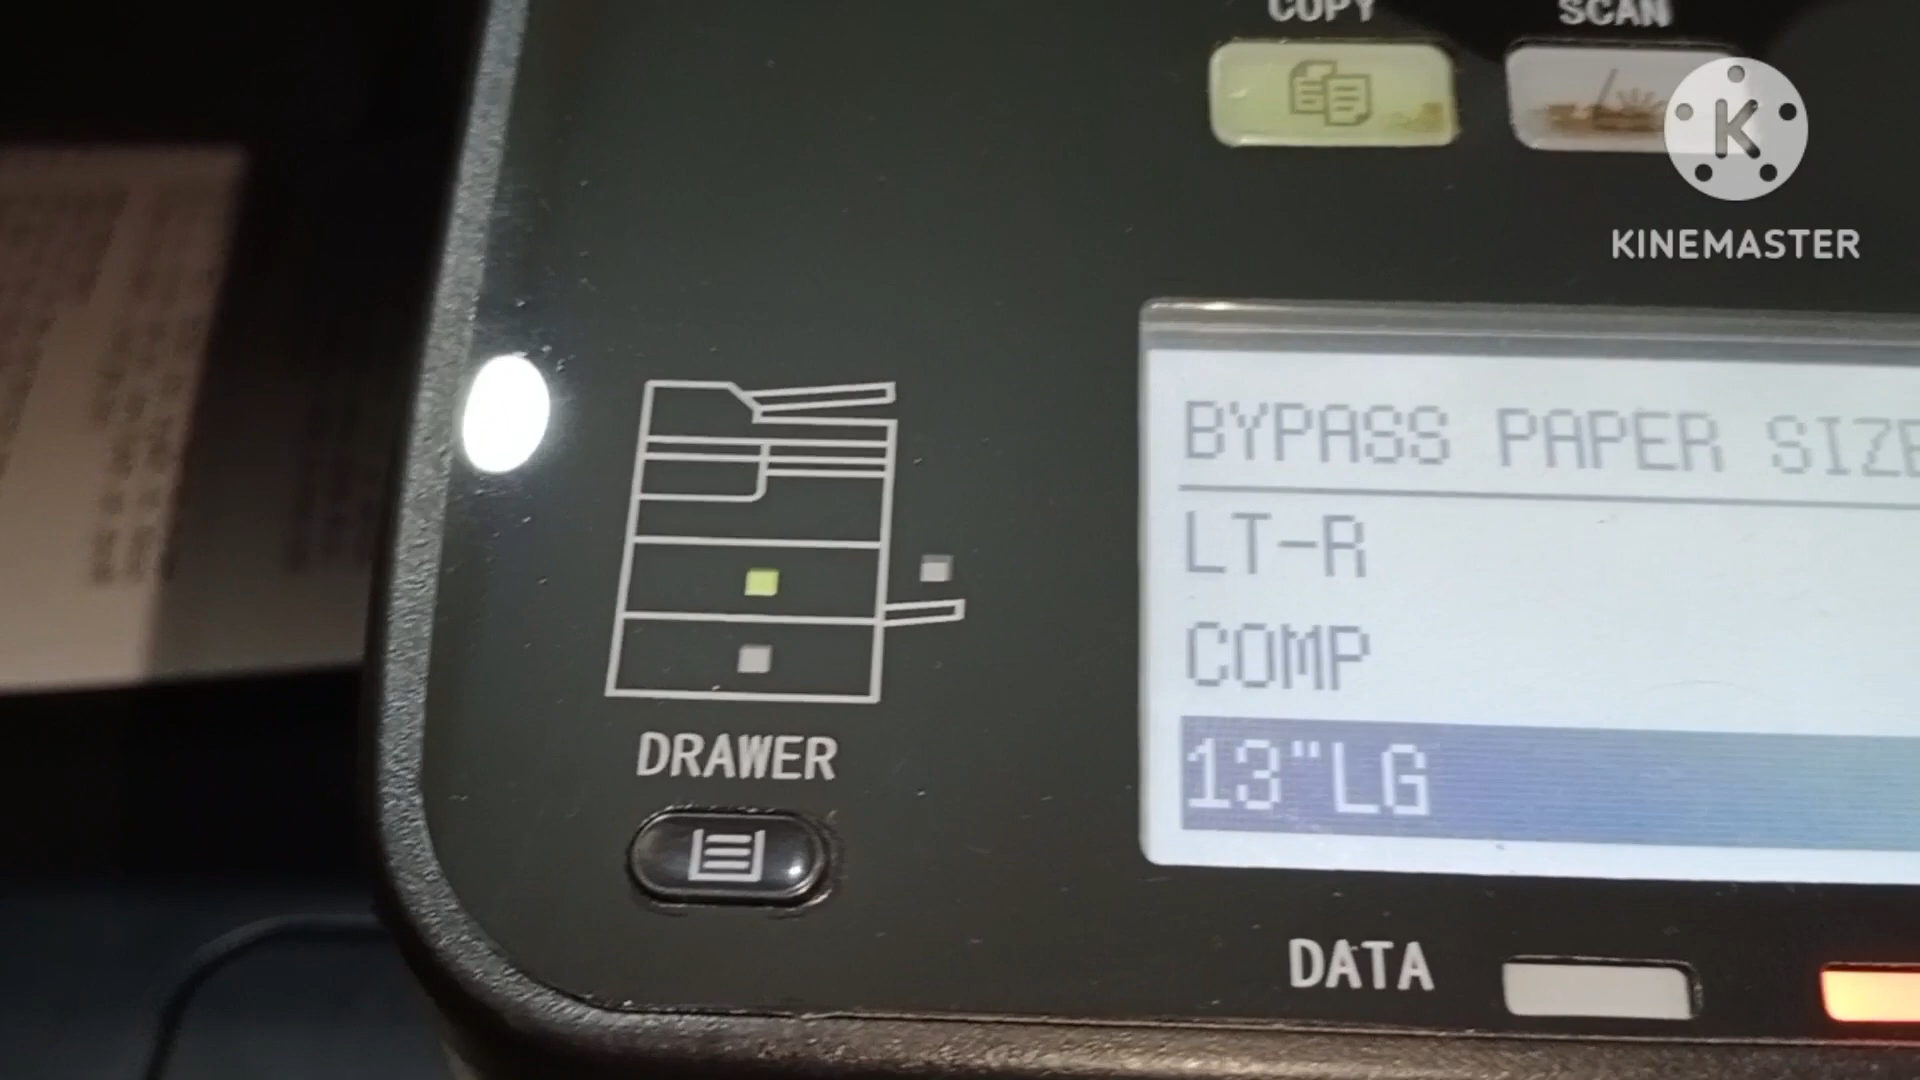 COPY SCAN
K
KINEMASTER
BYPASS PAPER SIZE
LT-R
COMP
13"LG
DRAWER
DATA